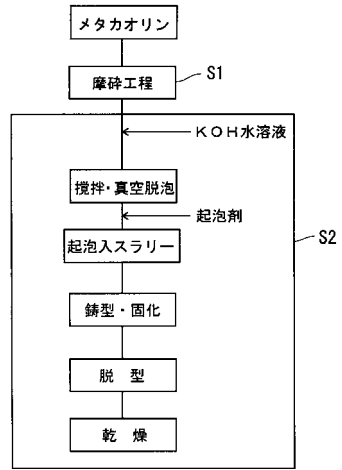 メタカオリン
摩砕工程
S1
KOH水溶液
撹拌・真空脱泡
起泡剤
起泡入スラリー
S2
鋳型・固化
脱 型
乾 燥